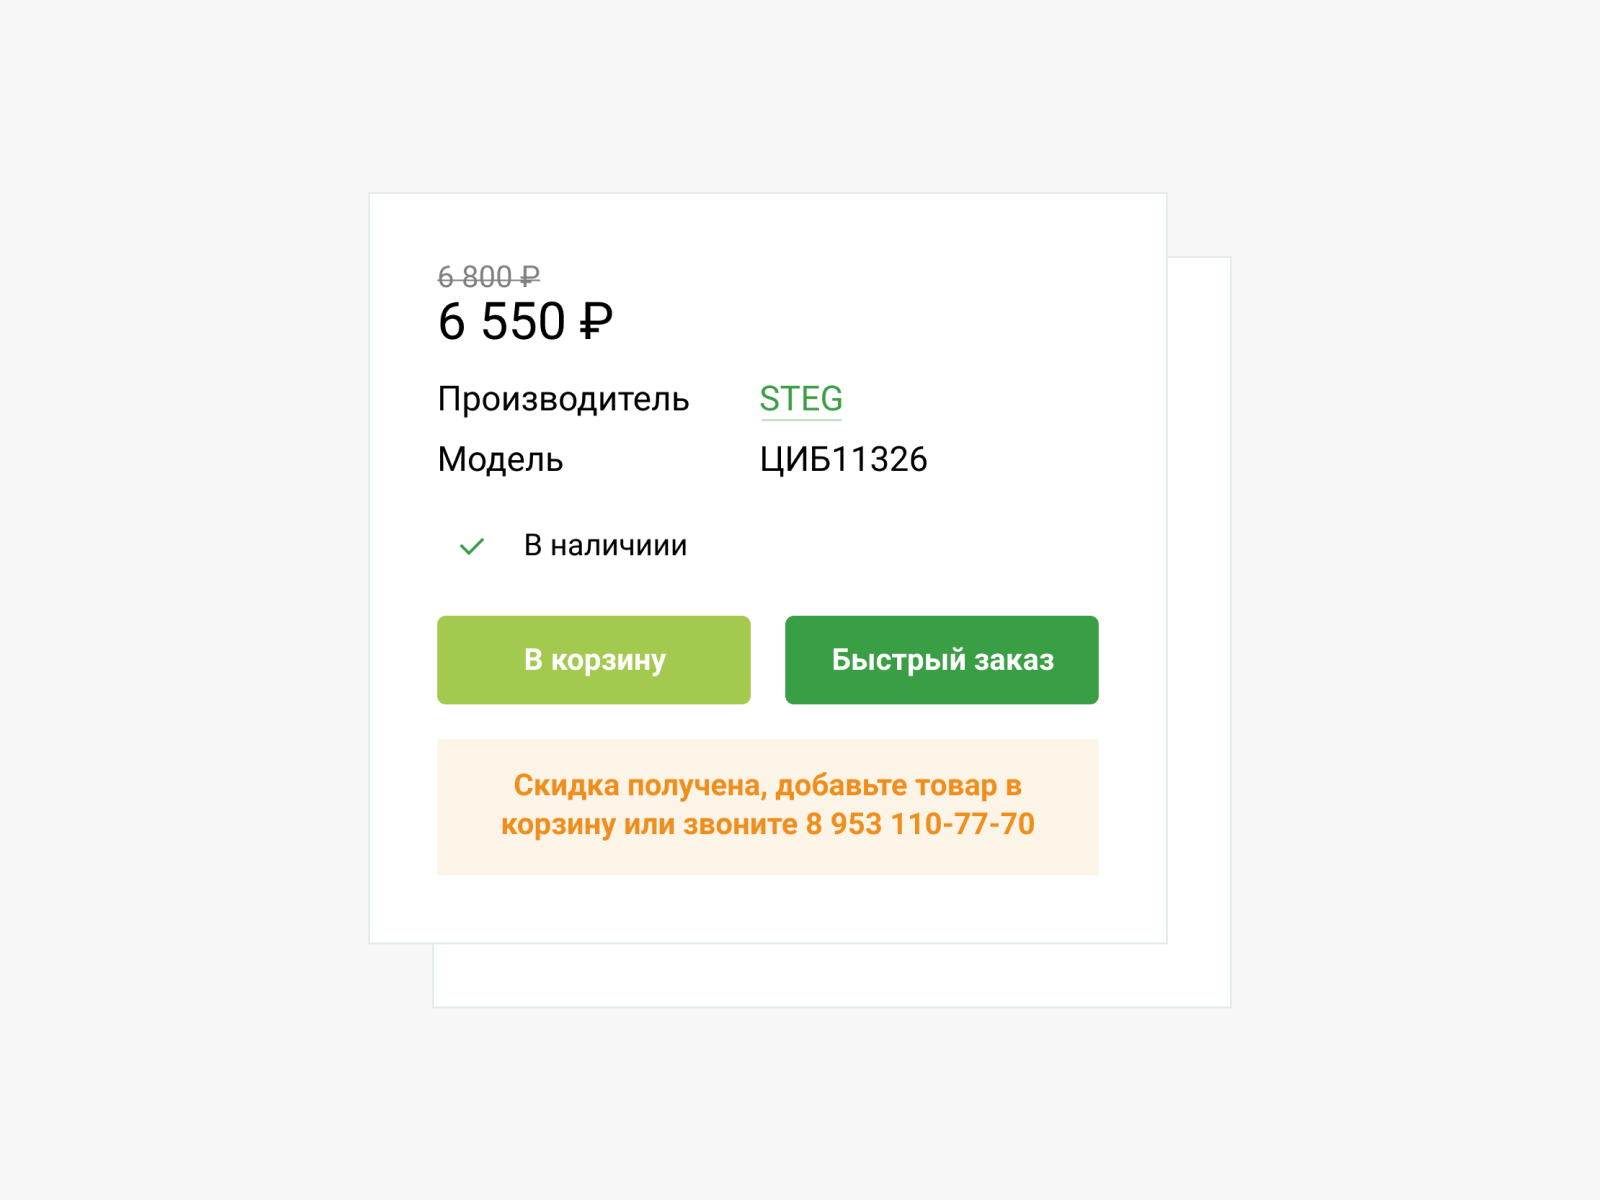 6 800 ₽
6 550 ₽
Производитель STEG
Модель ЦИБ11326
В наличиии
В корзину Быстрый заказ
Скидка получена, добавьте товар в
корзину или звоните 8 953 110-77-70